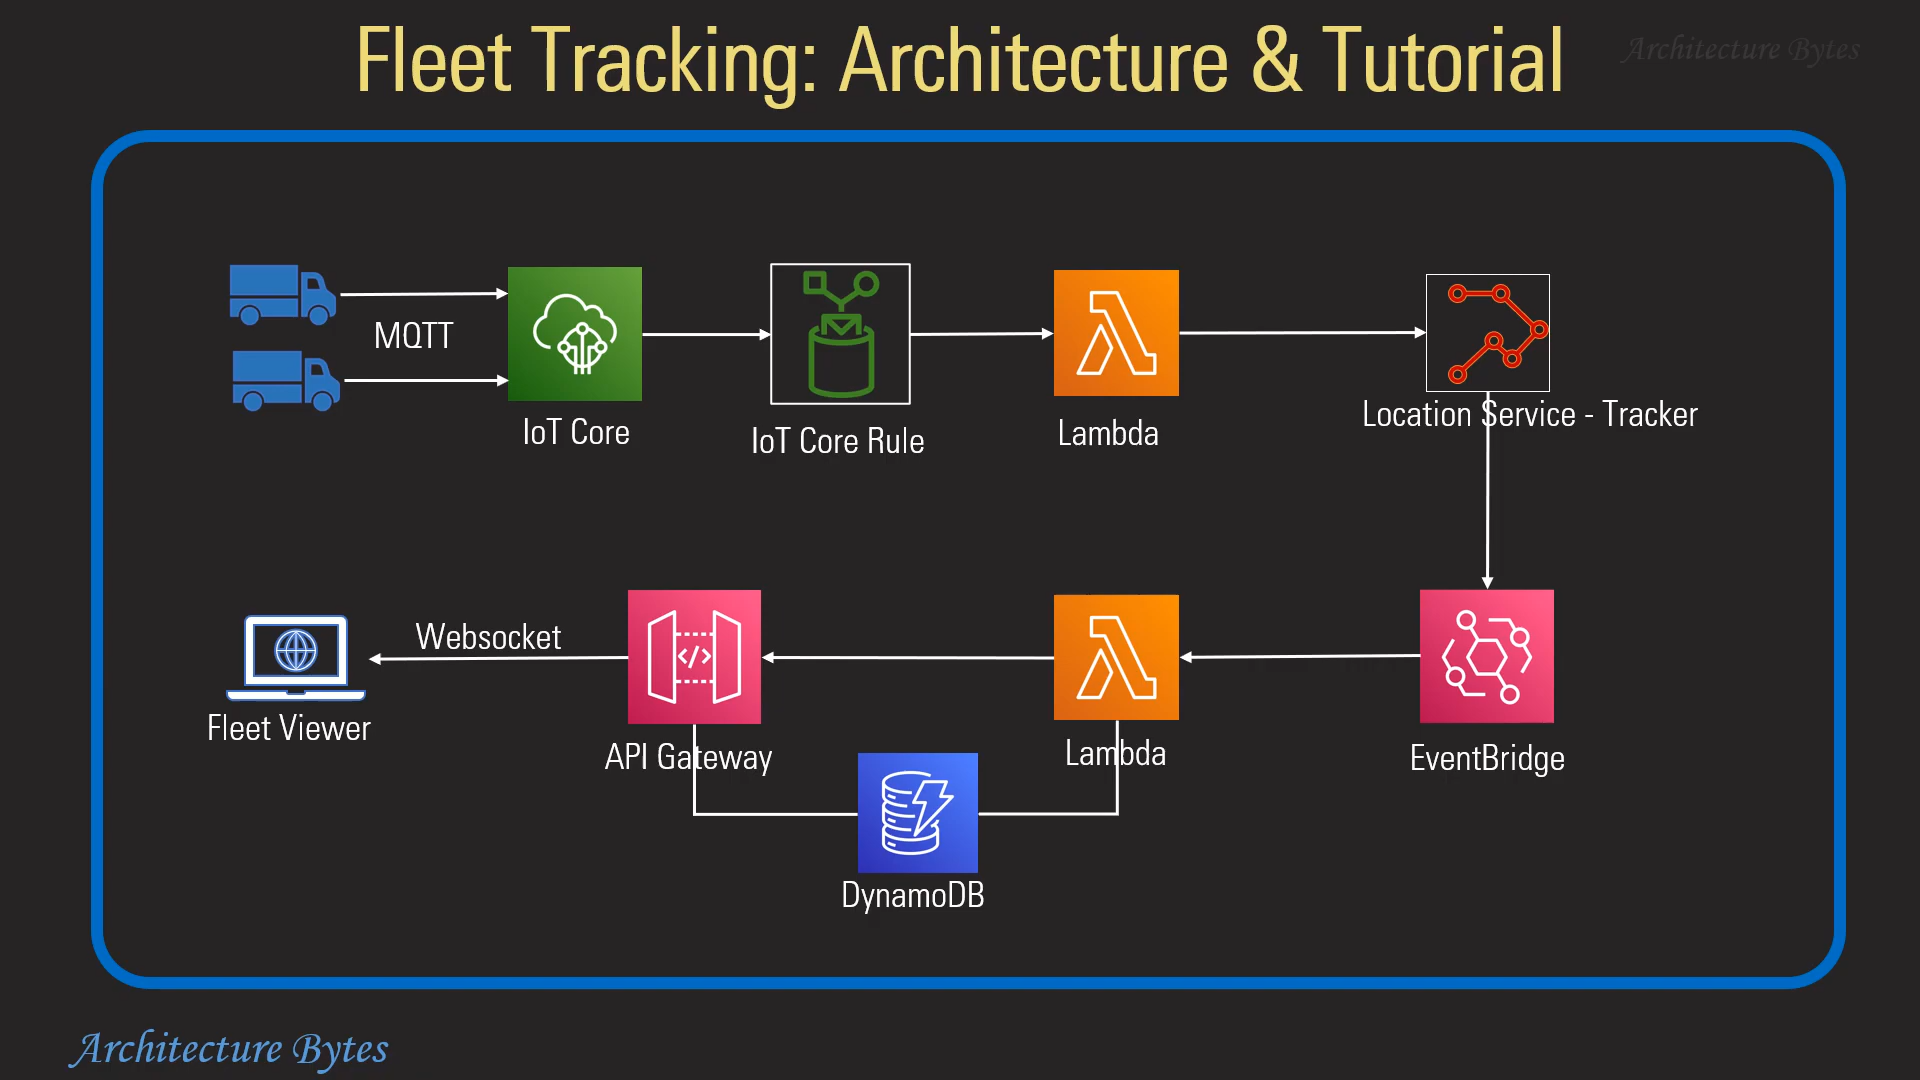 Fleet Tracking: Architecture & Tutorial
Architecture Bytes
MQTT
IoT Core
IoT Core Rule
Lambda
Location Service - Tracker
Websocket
Fleet Viewer
API Gateway
Lambda
EventBridge
DynamoDB
Architecture Bytes